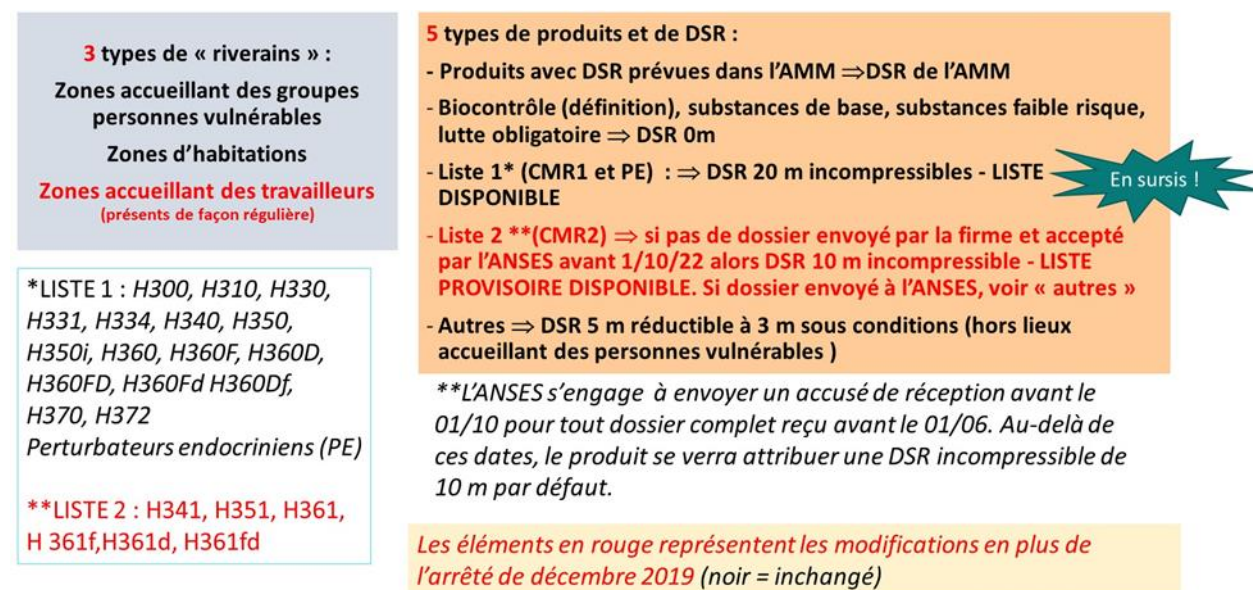 3 types de « riverains » :
Zones accueillant des groupes
personnes vulnérables
Zones d’habitations
Zones accueillant des travailleurs
(présents de façon régulière)
*LISTE 1 : H300, H310, H330,
H331, H334, H340, H350,
H350i, H360, H360F, H360D,
H360FD, H360Fd H360Df,
H370, H372
Perturbateurs endocriniens (PE)
**LISTE 2 : H341, H351, H361,
H 361f,H361d, H361fd
5 types de produits et de DSR :
- Produits avec DSR prévues dans l’AMM ⇒DSR de l’AMM
- Biocontrôle (définition), substances de base, substances faible risque,
lutte obligatoire ⇒ DSR 0m
- Liste 1* (CMR1 et PE) : ⇒ DSR 20 m incompressibles - LISTE
DISPONIBLE
En sursis !
- Liste 2 **(CMR2) ⇒ si pas de dossier envoyé par la firme et accepté
par l’ANSES avant 1/10/22 alors DSR 10 m incompressible - LISTE
PROVISOIRE DISPONIBLE. Si dossier envoyé à l’ANSES, voir « autres »
- Autres ⇒ DSR 5 m réductible à 3 m sous conditions (hors lieux
accueillant des personnes vulnérables )
**L’ANSES s’engage à envoyer un accusé de réception avant le
01/10 pour tout dossier complet reçu avant le 01/06. Au-delà de
ces dates, le produit se verra attribuer une DSR incompressible de
10 m par défaut.
Les éléments en rouge représentent les modifications en plus de
l’arrêté de décembre 2019 (noir = inchangé)